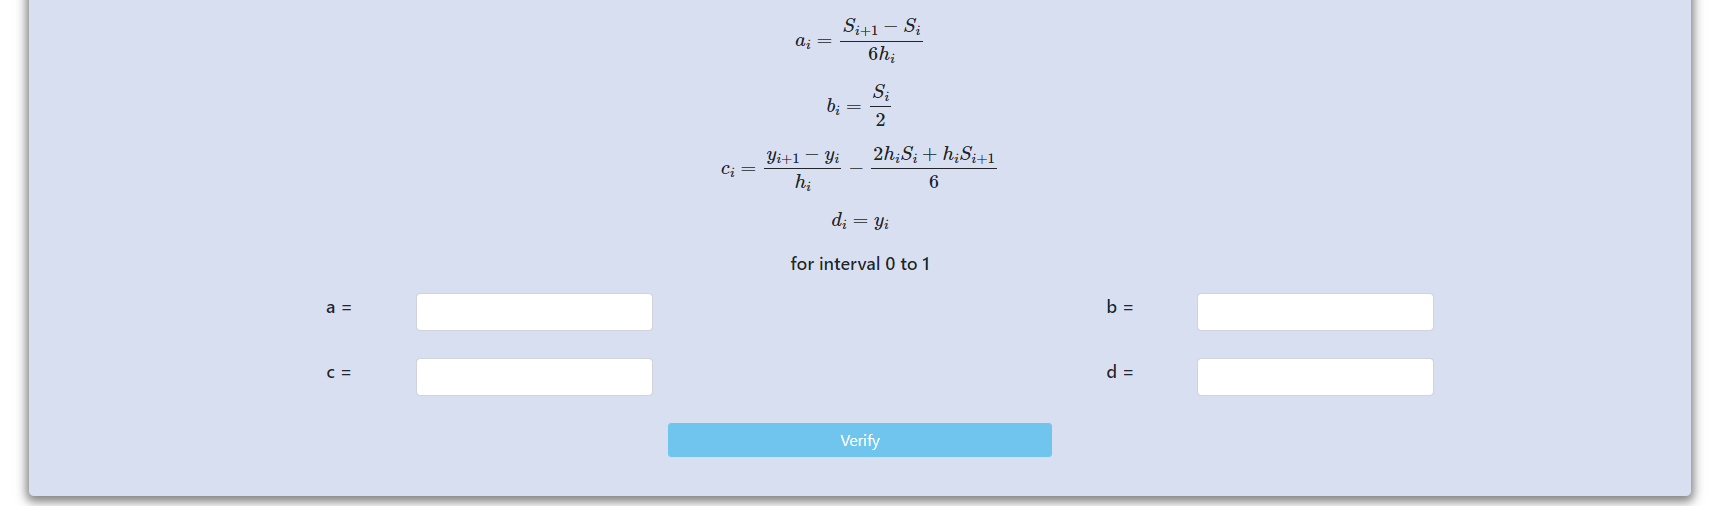 a_i = \frac{S_{i+1} − S_i}{6h_i}
b_i = \frac{S_i}{2}
c_i = \frac{y_{i+1} − y_i}{h_i} − \frac{2h_iS_i + h_iS_{i+1}}{6}
d_i = y_i
for interval 0 to 1
a =
b =
c =
d =
Verify